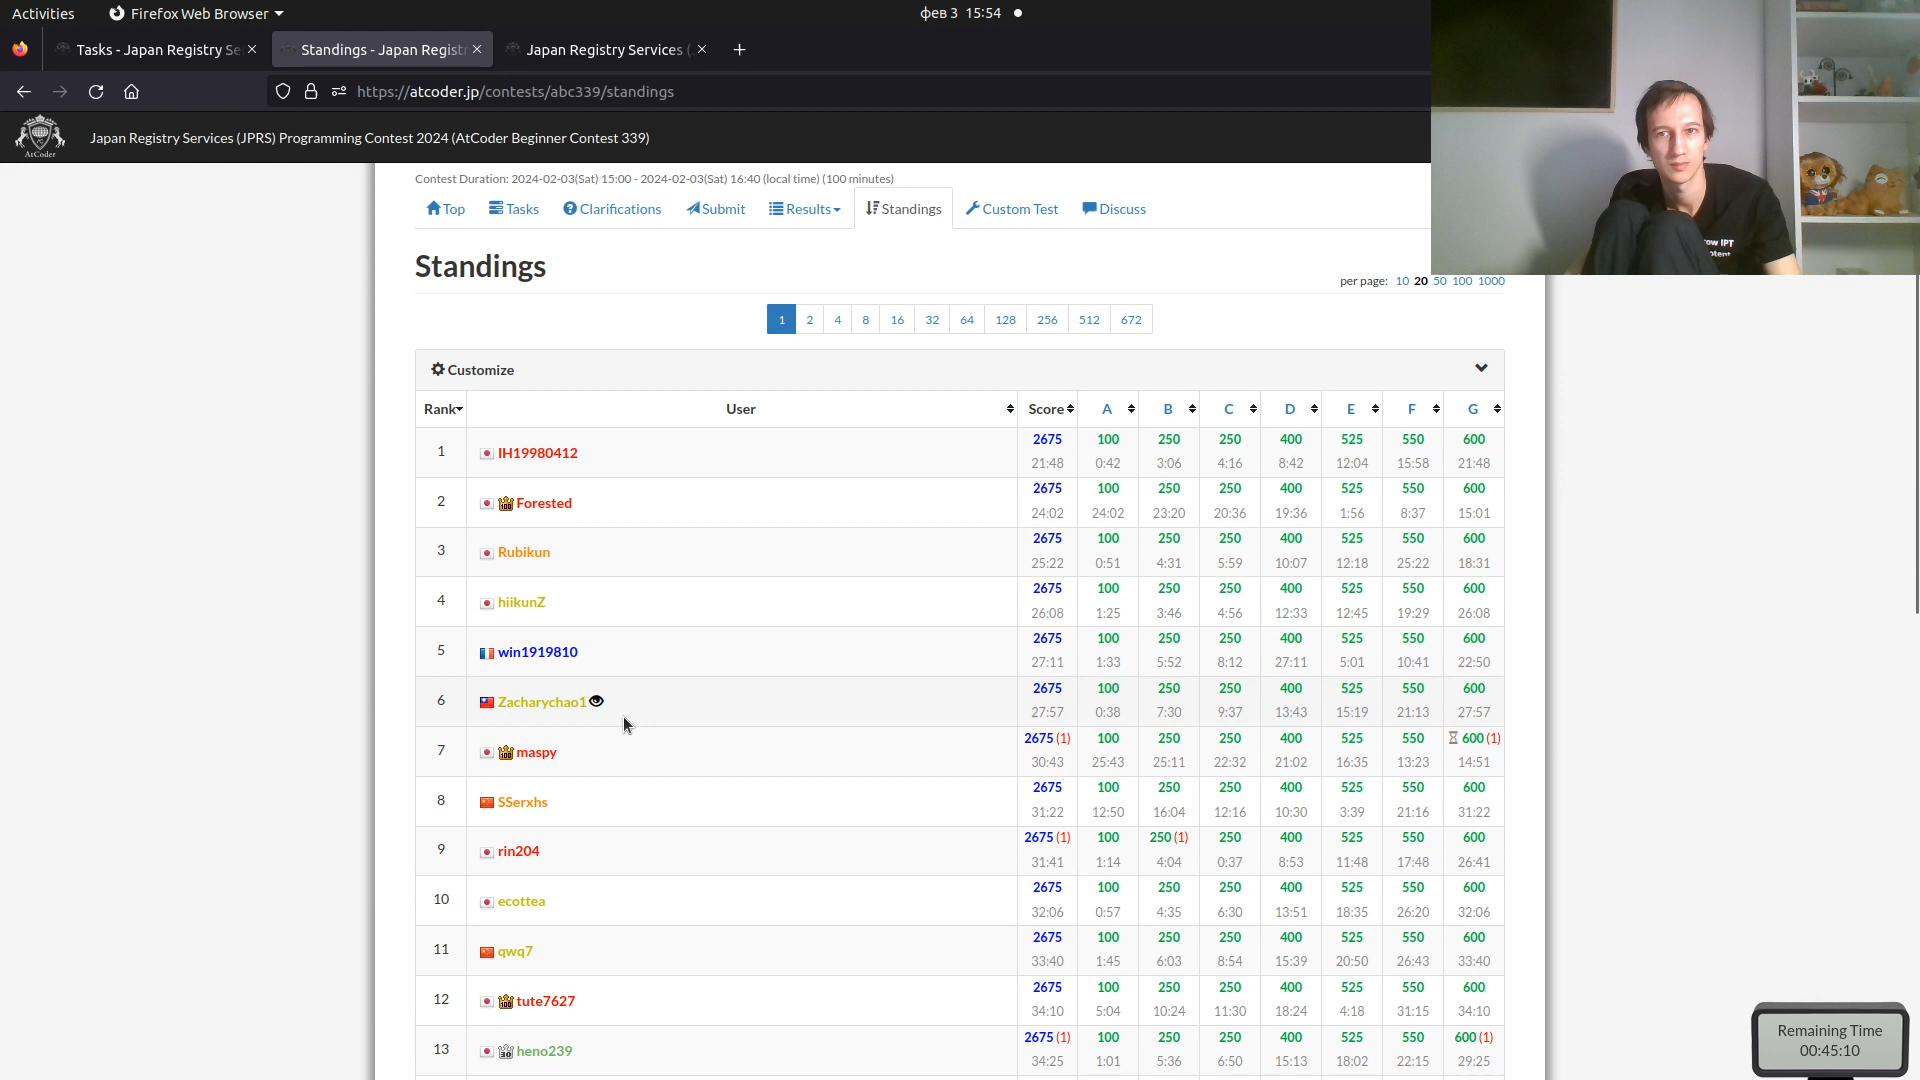 Activities Firefox Web Browser фев 3 15:54
Tasks - Japan Registry Se Standings - Japan Regist Japan Registry Services (
https://atcoder.jp/contests/abc339/standings
AtCoder Japan Registry Services (JPRS) Programming Contest 2024 (AtCoder Beginner Contest 339)
Contest Duration: 2024-02-03(Sat) 15:00 - 2024-02-03(Sat) 16:40 (local time) (100 minutes)
Top Tasks Clarifications Submit Results Standings Custom Test Discuss
Standings
per page: 10 20 50 100 1000
1 2 4 8 16 32 64 128 256 512 672
Customize
Rank User Score A B C D E F G
1 IH19980412 2675 100 250 250 400 525 550 600
21:48 0:42 3:06 4:16 8:42 12:04 15:58 21:48
2 Forested 2675 100 250 250 400 525 550 600
24:02 24:02 23:20 20:36 19:36 1:56 8:37 15:01
3 Rubikun 2675 100 250 250 400 525 550 600
25:22 0:51 4:31 5:59 10:07 12:18 25:22 18:31
4 hiikunZ 2675 100 250 250 400 525 550 600
26:08 1:25 3:46 4:56 12:33 12:45 19:29 26:08
5 win1919810 2675 100 250 250 400 525 550 600
27:11 1:33 5:52 8:12 27:11 5:01 10:41 22:50
6 Zacharychao1 2675 100 250 250 400 525 550 600
27:57 0:38 7:30 9:37 13:43 15:19 21:13 27:57
7 maspy 2675 (1) 100 250 250 400 525 550 600 (1)
30:43 25:43 25:11 22:32 21:02 16:35 13:23 14:51
8 SSerxhs 2675 100 250 250 400 525 550 600
31:22 12:50 16:04 12:16 10:30 3:39 21:16 31:22
9 rin204 2675 (1) 100 250 (1) 250 400 525 550 600
31:41 1:14 4:04 0:37 8:53 11:48 17:48 26:41
10 ecottea 2675 100 250 250 400 525 550 600
32:06 0:57 4:35 6:30 13:51 18:35 26:20 32:06
11 qwq7 2675 100 250 250 400 525 550 600
33:40 1:45 6:03 8:54 15:39 20:50 26:43 33:40
12 tute7627 2675 100 250 250 400 525 550 600
34:10 5:04 10:24 11:30 18:24 4:18 31:15 34:10
13 heno239 2675 (1) 100 250 250 400 525 550 600 (1)
34:25 1:01 5:36 6:50 15:13 18:02 22:15 29:25
Remaining Time
00:45:10